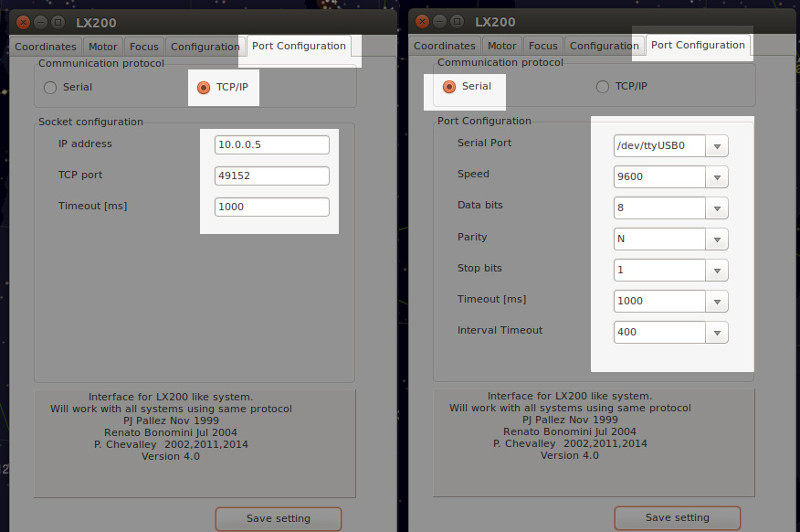 LX200
Coordinates Motor Focus Configuration Port Configuration
Communication protocol
Serial TCP/IP
Socket configuration
IP address 10.0.0.5
TCP port 49152
Timeout [ms] 1000
Interface for LX200 like system.
Will work with all systems using same protocol
PJ Pallez Nov 1999
Renato Bonomini Jul 2004
P. Chevalley 2002,2011,2014
Version 4.0
Save setting
LX200
Coordinates Motor Focus Configuration Port Configuration
Communication protocol
Serial TCP/IP
Port Configuration
Serial Port /dev/ttyUSB0
Speed 9600
Data bits 8
Parity N
Stop bits 1
Timeout [ms] 1000
Interval Timeout 400
Interface for LX200 like system.
Will work with all systems using same protocol
PJ Pallez Nov 1999
Renato Bonomini Jul 2004
P. Chevalley 2002,2011,2014
Version 4.0
Save setting